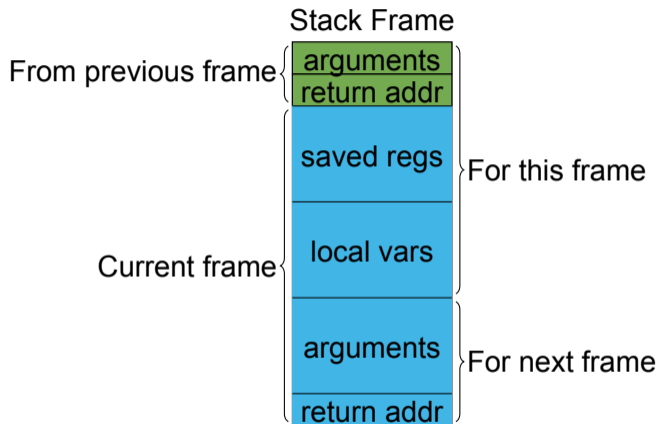 Stack Frame
From previous frame
arguments
return addr
saved regs
For this frame
local vars
Current frame
arguments
For next frame
return addr